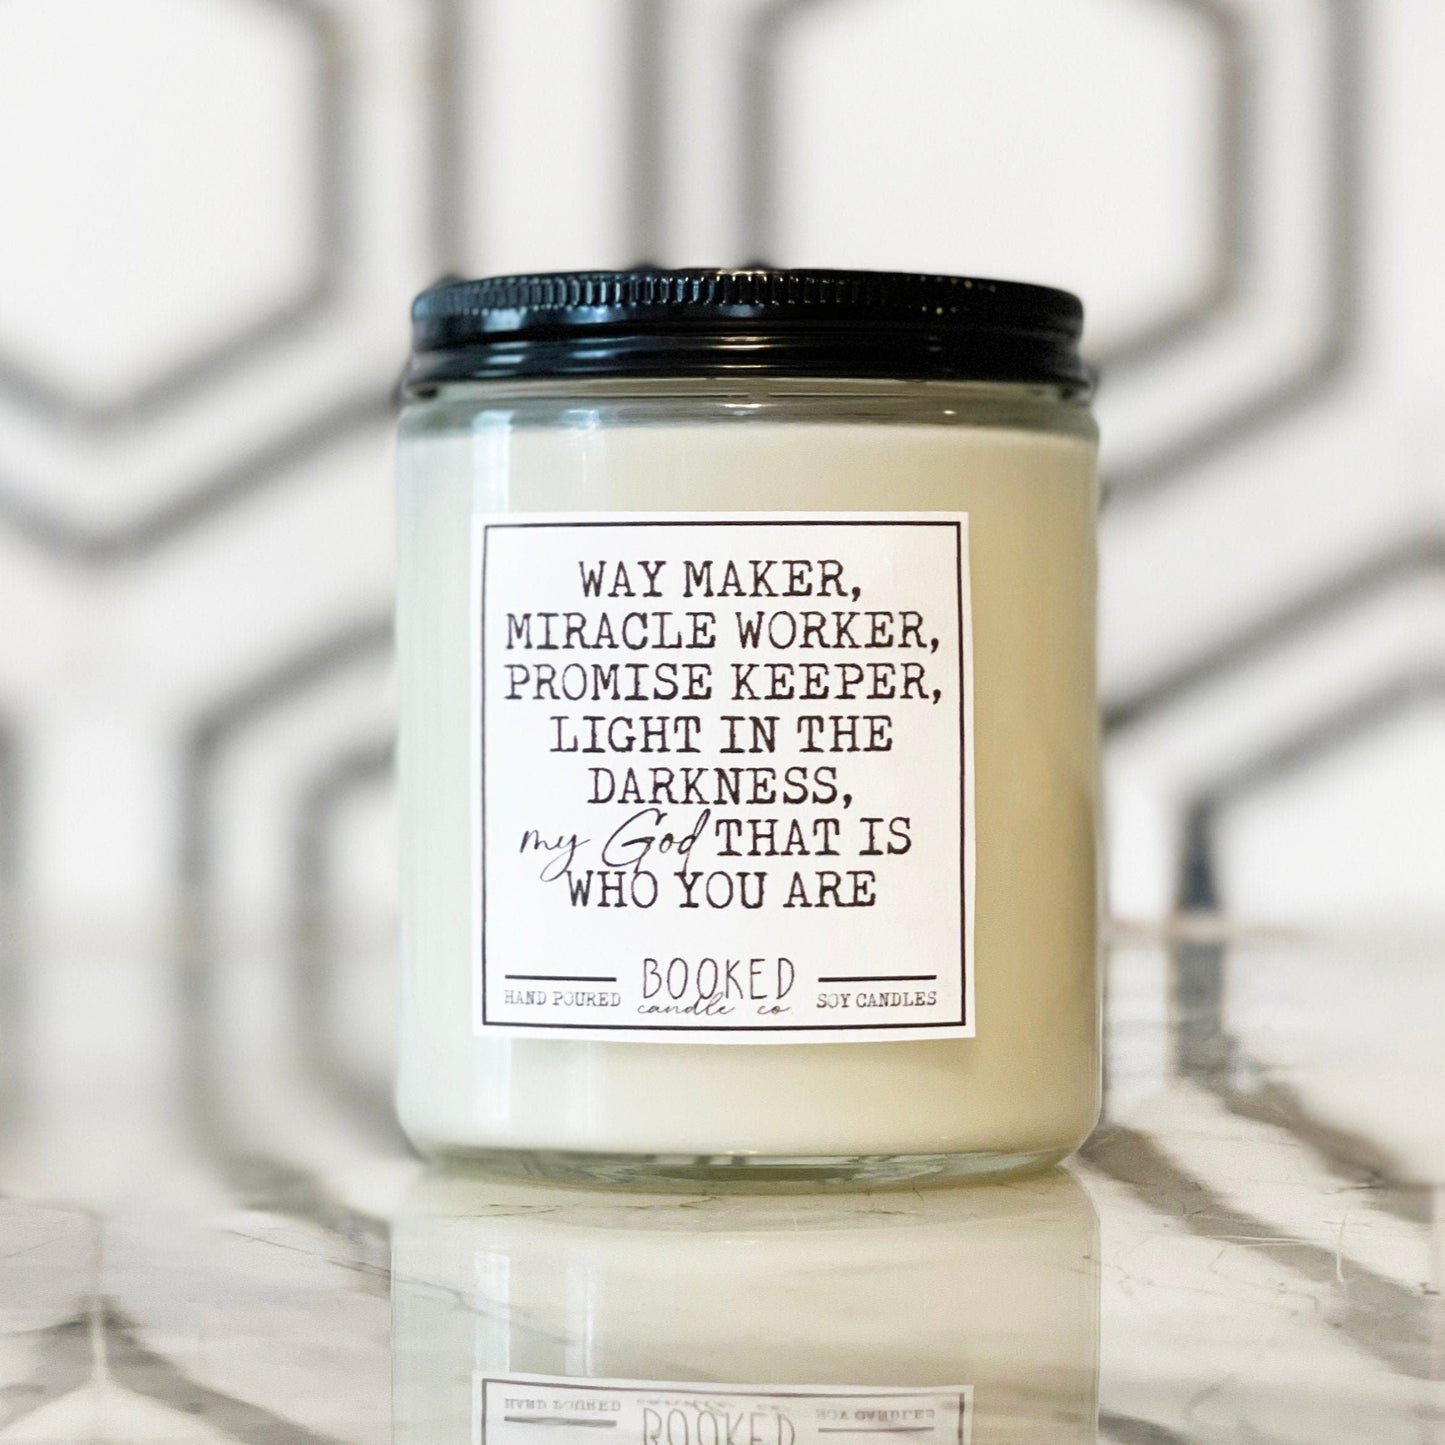 WAY MAKER,
MIRACLE WORKER,
PROMISE KEEPER,
LIGHT IN THE
DARKNESS,
my God THAT IS
WHO YOU ARE
BOOKED
candle co.
HAND POURED
SOY CANDLES